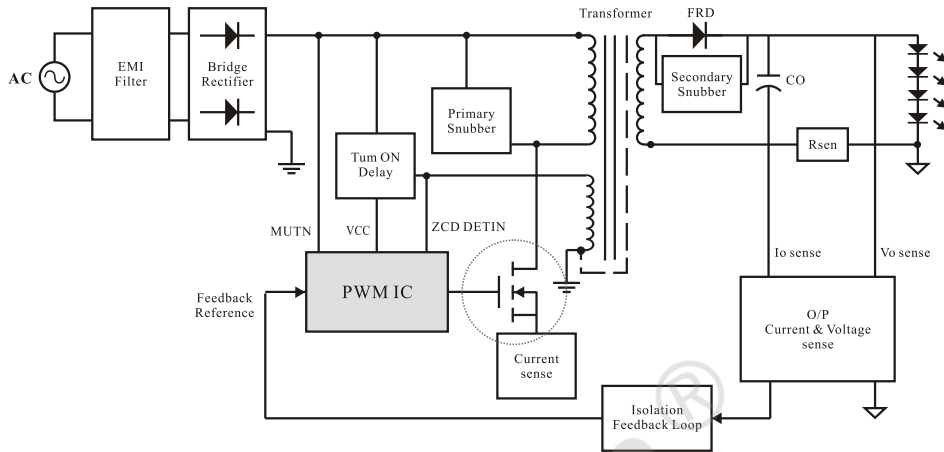 Transformer
FRD
AC
EMI
Filter
Bridge
Rectifier
Primary
Snubber
Secondary
Snubber
CO
Rsen
Tum ON
Delay
MUTN
VCC
ZCD DETIN
PWM IC
Feedback
Reference
Current
sense
Io sense
Vo sense
O/P
Current & Voltage
sense
Isolation
Feedback Loop
®